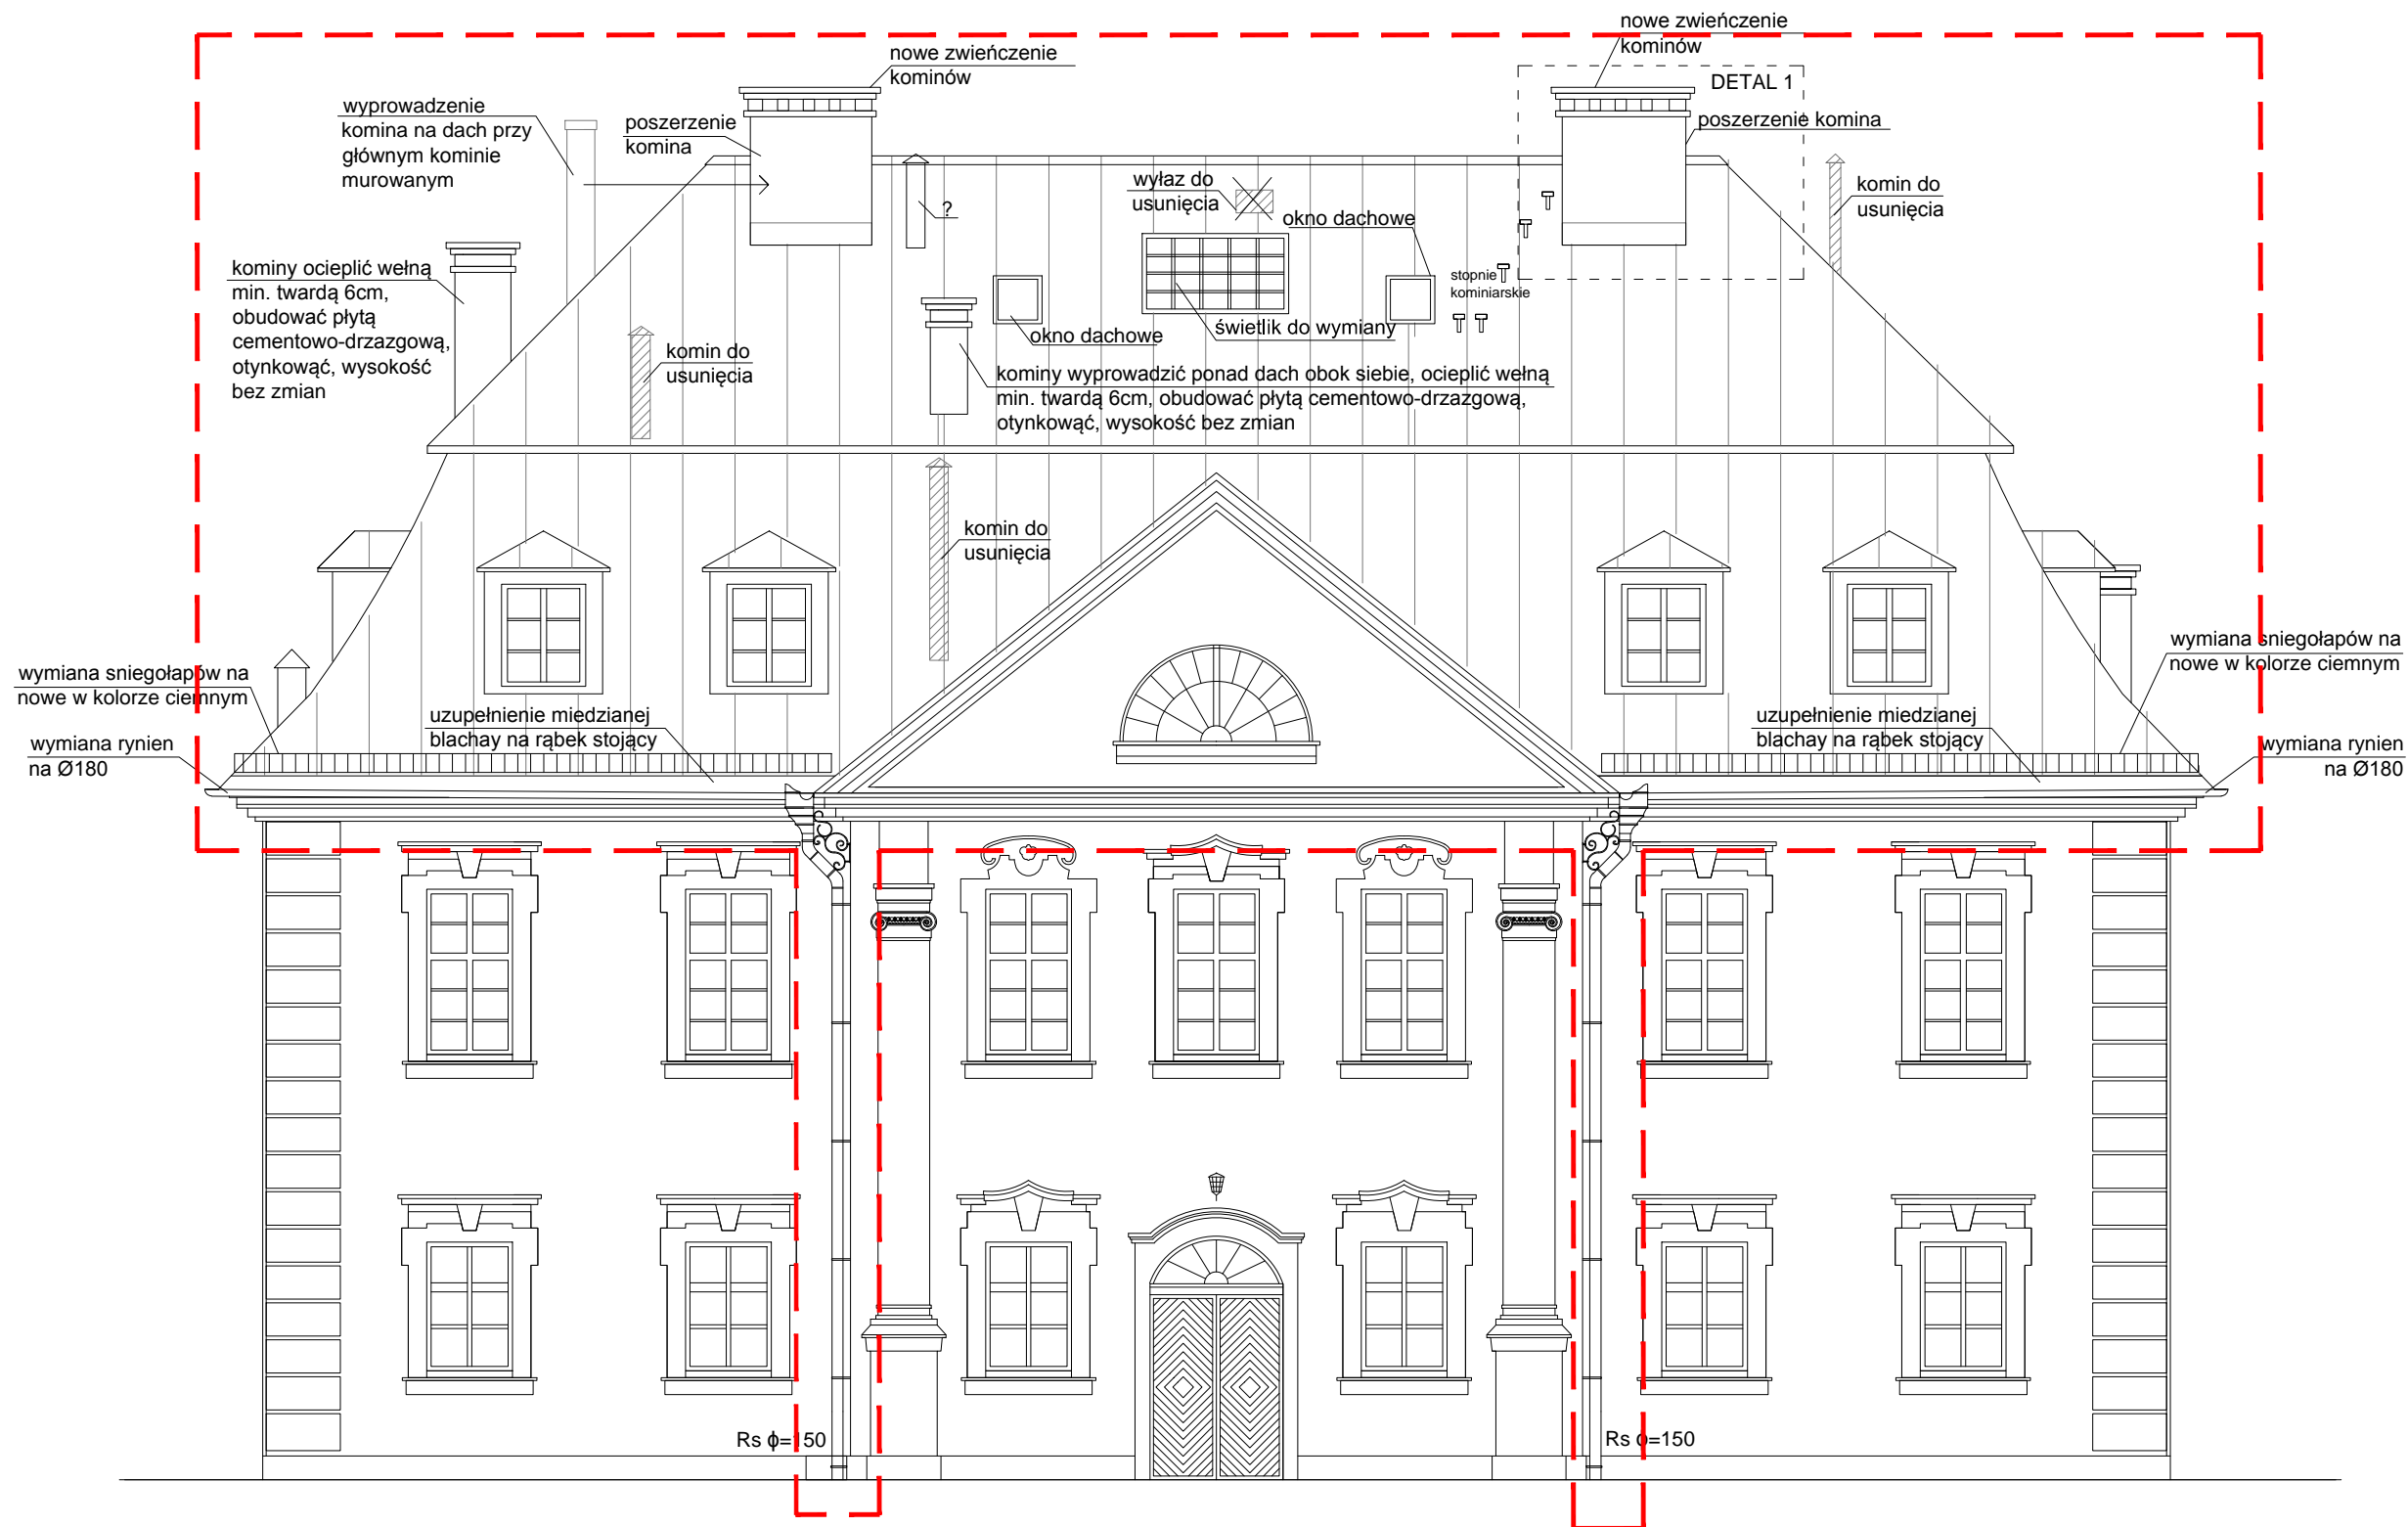 nowe zwieńczenie
kominów
nowe zwieńczenie
kominów
DETAL 1
wyprowadzenie
komina na dach przy
głównym kominie
murowanym
poszerzenie
komina
poszerzenie komina
wyłaz do
usunięcia
komin do
usunięcia
?
okno dachowe
kominy ocieplić wełną
min. twardą 6cm,
obudować płytą
cementowo-drzazgową,
otynkowąć, wysokość
bez zmian
stopnie
kominiarskie
okno dachowe
świetlik do wymiany
komin do
usunięcia
kominy wyprowadzić ponad dach obok siebie, ocieplić wełną
min. twardą 6cm, obudować płytą cementowo-drzazgową,
otynkowąć, wysokość bez zmian
komin do
usunięcia
wymiana sniegołapów na
nowe w kolorze ciemnym
wymiana sniegołapów na
nowe w kolorze ciemnym
uzupełnienie miedzianej
blachay na rąbek stojący
uzupełnienie miedzianej
blachay na rąbek stojący
wymiana rynien
na Ø180
wymiana rynien
na Ø180
Rs ϕ=150
Rs ϕ=150